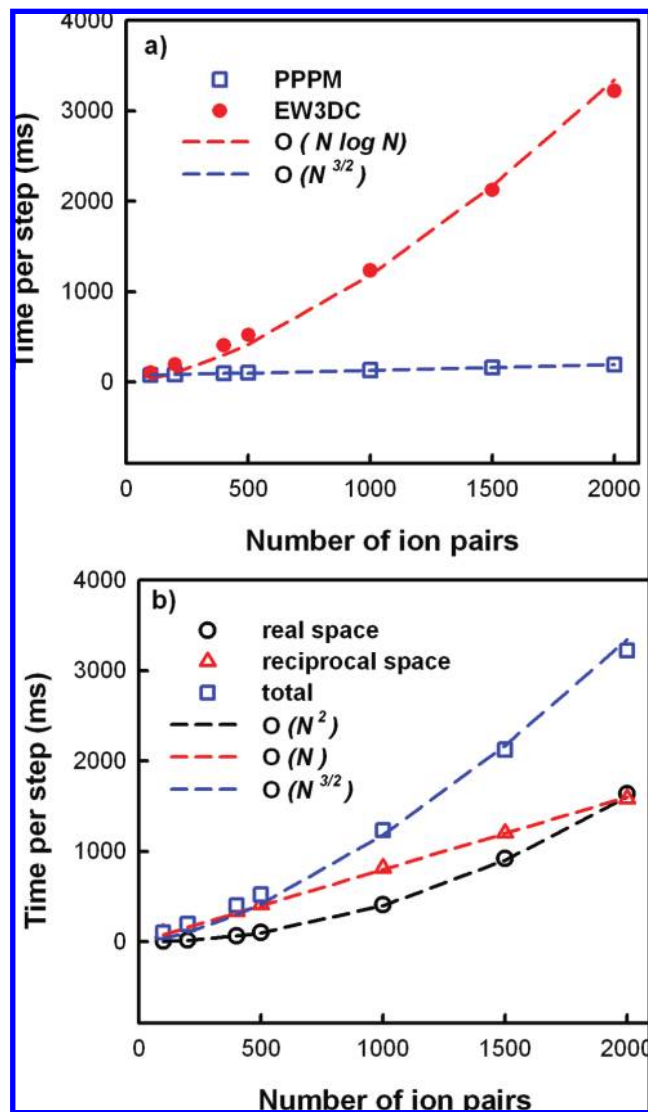 a)
PPPM
EW3DC
O ( N log N)
O (N 3/2 )
Time per step (ms)
4000
3000
2000
1000
0
0 500 1000 1500 2000
Number of ion pairs
b)
real space
reciprocal space
total
O (N 2 )
O (N )
O (N 3/2 )
Time per step (ms)
4000
3000
2000
1000
0
0 500 1000 1500 2000
Number of ion pairs